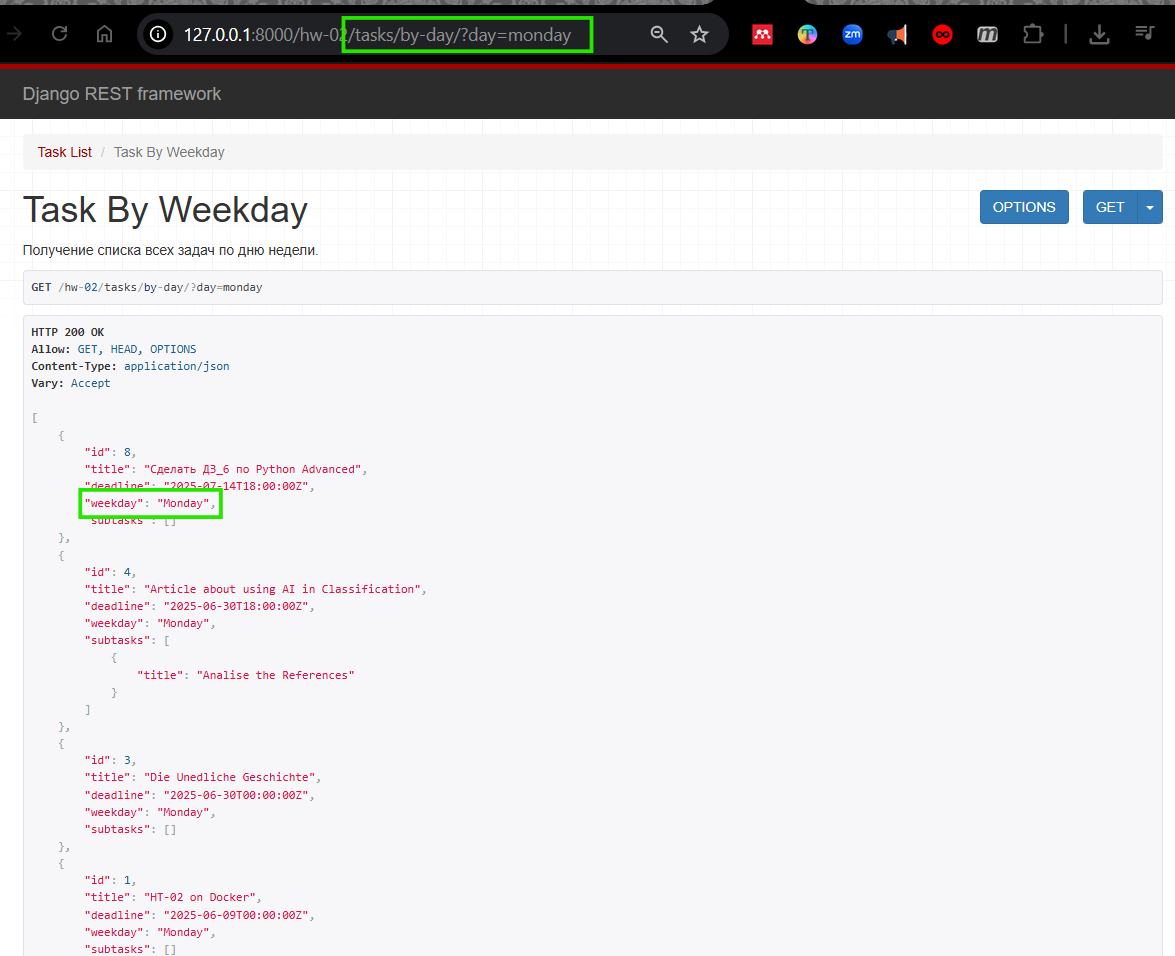 127.0.0.1:8000/hw-02/tasks/by-day/?day=monday
T
zm
m
Django REST framework
Task List / Task By Weekday
Task By Weekday
OPTIONS
GET
Получение списка всех задач по дню недели.
GET /hw-02/tasks/by-day/?day=monday
HTTP 200 OK
Allow: GET, HEAD, OPTIONS
Content-Type: application/json
Vary: Accept
[
{
"id": 8,
"title": "Сделать ДЗ_6 по Python Advanced",
"deadline": "2025-07-14T18:00:00Z",
"weekday": "Monday",
"subtasks": []
},
{
"id": 4,
"title": "Article about using AI in Classification",
"deadline": "2025-06-30T18:00:00Z",
"weekday": "Monday",
"subtasks": [
{
"title": "Analise the References"
}
]
},
{
"id": 3,
"title": "Die Unedliche Geschichte",
"deadline": "2025-06-30T00:00:00Z",
"weekday": "Monday",
"subtasks": []
},
{
"id": 1,
"title": "HT-02 on Docker",
"deadline": "2025-06-09T00:00:00Z",
"weekday": "Monday",
"subtasks": []